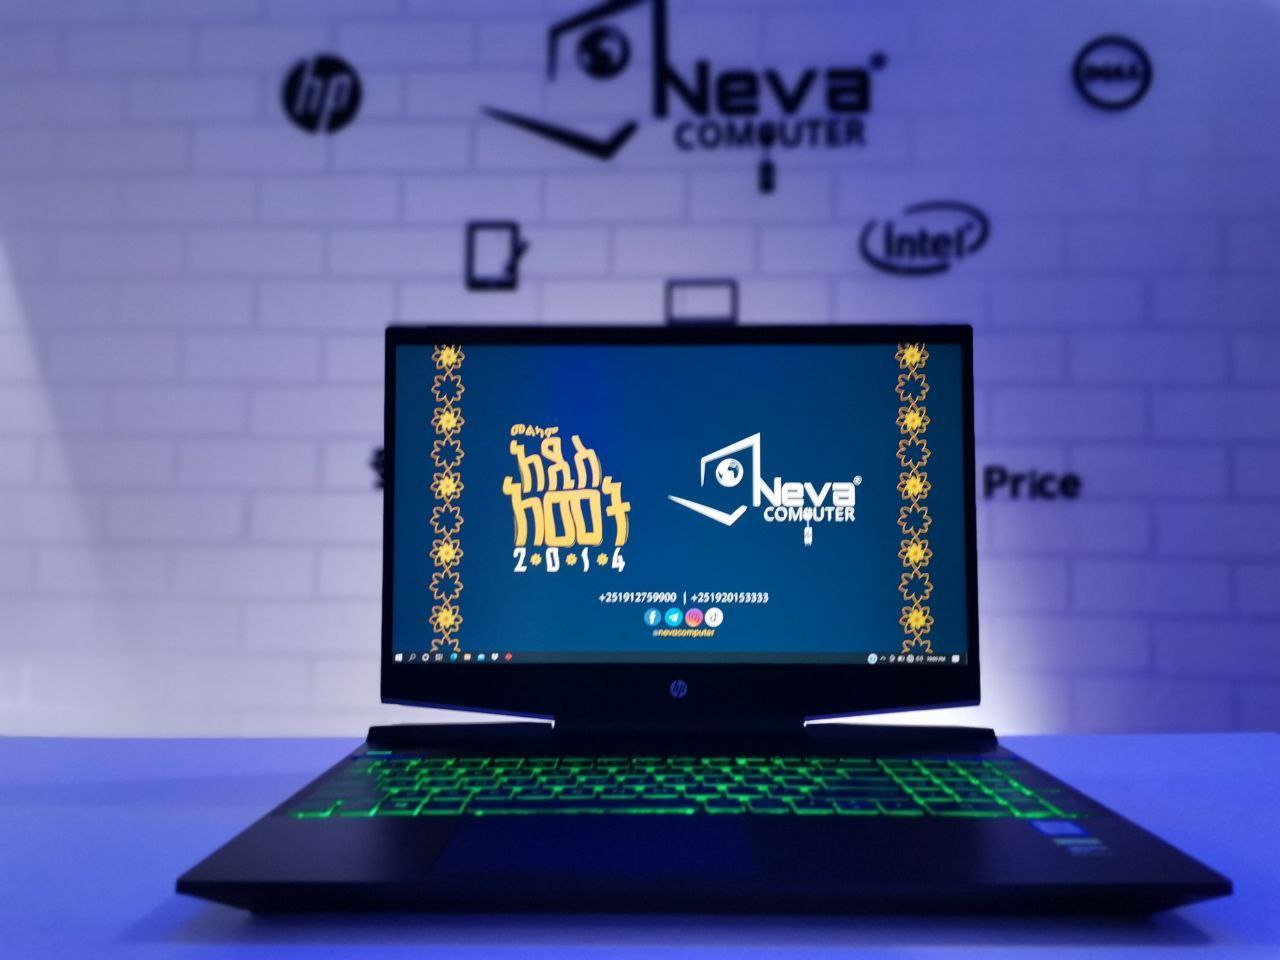 hp
Neva®
COMPUTER
DELL
intel
Price
መልካም
አዲስ
አመት
2•0•1•4
Neva®
COMPUTER
+251912759900 | +251920153333
@nevacomputer
hp